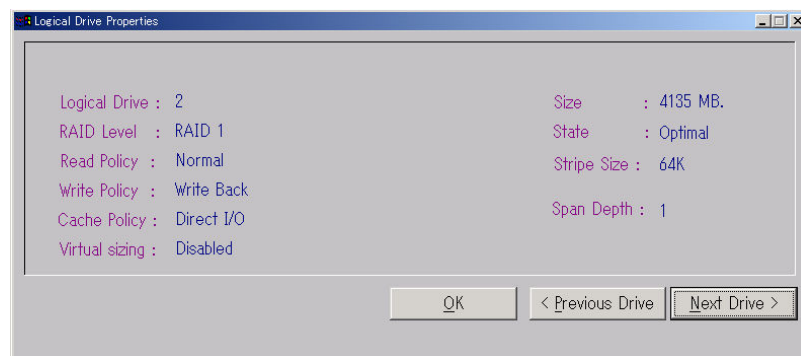 Logical Drive Properties
Logical Drive : 2
RAID Level : RAID 1
Read Policy : Normal
Write Policy : Write Back
Cache Policy : Direct I/O
Virtual sizing : Disabled
Size : 4135 MB.
State : Optimal
Stripe Size : 64K
Span Depth : 1
OK
< Previous Drive
Next Drive >